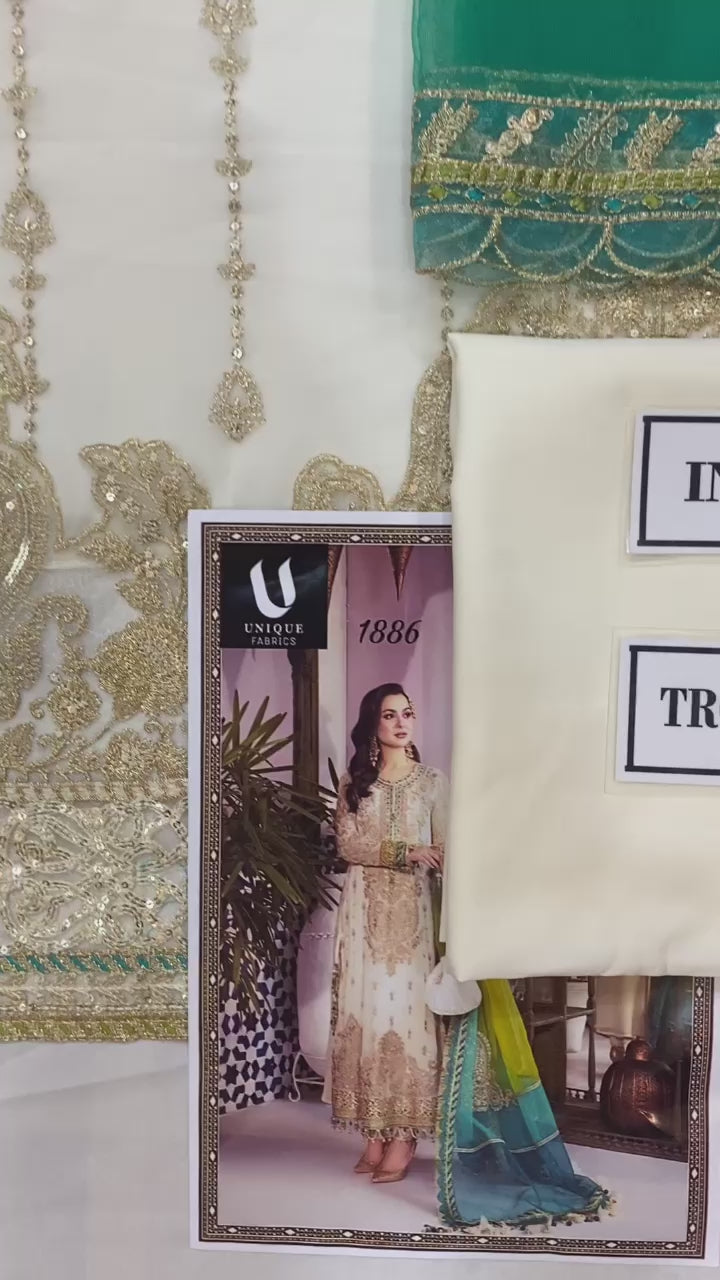 UNIQUE
FABRICS
1886
IN
TR